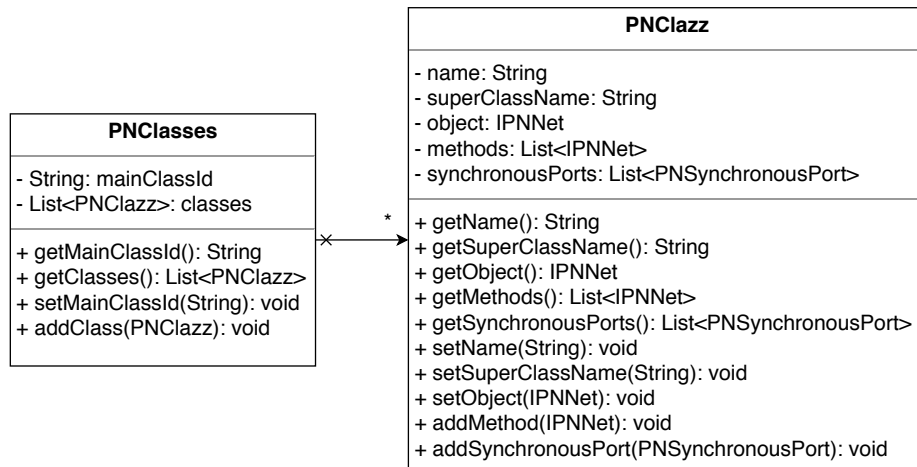 PNClasses
- String: mainClassId
- List<PNClazz>: classes
+ getMainClassId(): String
+ getClasses(): List<PNClazz>
+ setMainClassId(String): void
+ addClass(PNClazz): void
*
PNClazz
- name: String
- superClassName: String
- object: IPNNet
- methods: List<IPNNet>
- synchronousPorts: List<PNSynchronousPort>
+ getName(): String
+ getSuperClassName(): String
+ getObject(): IPNNet
+ getMethods(): List<IPNNet>
+ getSynchronousPorts(): List<PNSynchronousPort>
+ setName(String): void
+ setSuperClassName(String): void
+ setObject(IPNNet): void
+ addMethod(IPNNet): void
+ addSynchronousPort(PNSynchronousPort): void